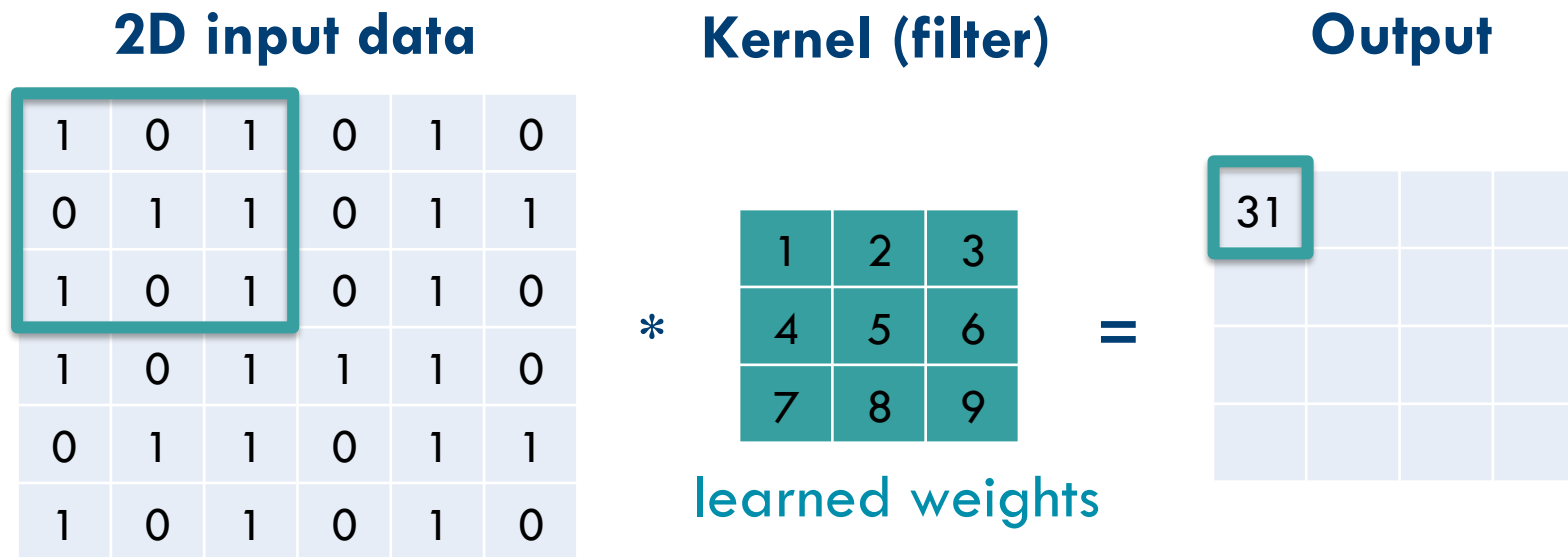 2D input data
Kernel (filter)
Output
1 0 1 0 1 0
0 1 1 0 1 1
1 0 1 0 1 0
1 0 1 1 1 0
0 1 1 0 1 1
1 0 1 0 1 0
*
1 2 3
4 5 6
7 8 9
learned weights
=
31